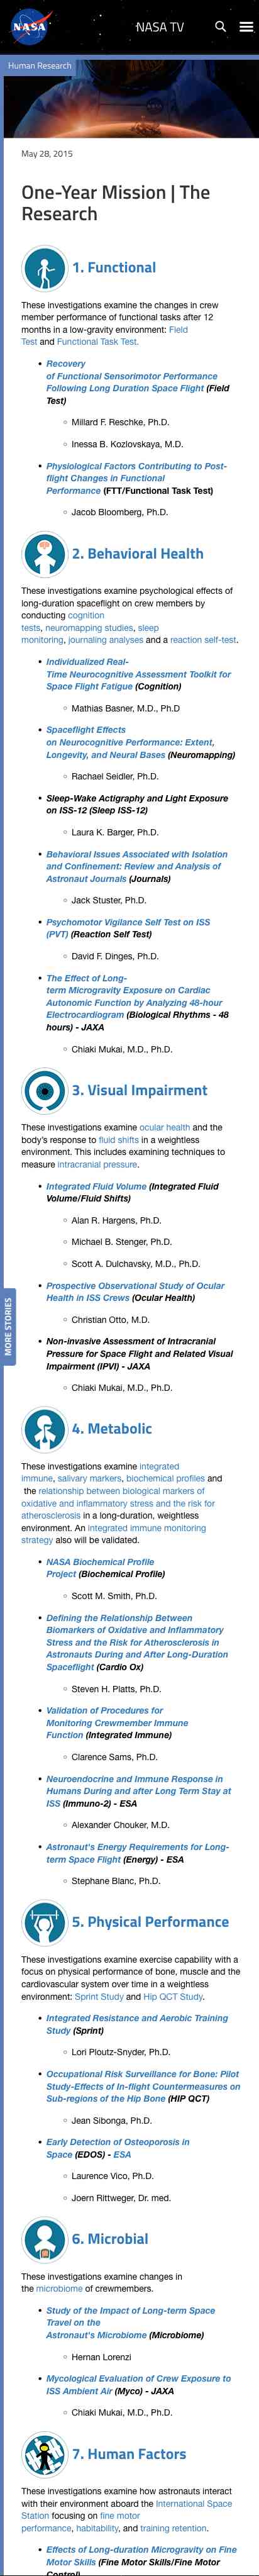 NASA
NASA TV
Human Research
May 28, 2015
One-Year Mission | The
Research
1. Functional
These investigations examine the changes in crew
member performance of functional tasks after 12
months in a low-gravity environment: Field
Test and Functional Task Test.
Recovery
of Functional Sensorimotor Performance
Following Long Duration Space Flight (Field
Test)
Millard F. Reschke, Ph.D.
Inessa B. Kozlovskaya, M.D.
Physiological Factors Contributing to Post-
flight Changes in Functional
Performance (FTT/Functional Task Test)
Jacob Bloomberg, Ph.D.
2. Behavioral Health
These investigations examine psychological effects of
long-duration spaceflight on crew members by
conducting cognition
tests, neuromapping studies, sleep
monitoring, journaling analyses and a reaction self-test.
Individualized Real-
Time Neurocognitive Assessment Toolkit for
Space Flight Fatigue (Cognition)
Mathias Basner, M.D., Ph.D
Spaceflight Effects
on Neurocognitive Performance: Extent,
Longevity, and Neural Bases (Neuromapping)
Rachael Seidler, Ph.D.
Sleep-Wake Actigraphy and Light Exposure
on ISS-12 (Sleep ISS-12)
Laura K. Barger, Ph.D.
Behavioral Issues Associated with Isolation
and Confinement: Review and Analysis of
Astronaut Journals (Journals)
Jack Stuster, Ph.D.
Psychomotor Vigilance Self Test on ISS
(PVT) (Reaction Self Test)
David F. Dinges, Ph.D.
The Effect of Long-
term Microgravity Exposure on Cardiac
Autonomic Function by Analyzing 48-hour
Electrocardiogram (Biological Rhythms - 48
hours) - JAXA
Chiaki Mukai, M.D., Ph.D.
3. Visual Impairment
These investigations examine ocular health and the
body's response to fluid shifts in a weightless
environment. This includes examining techniques to
measure intracranial pressure.
Integrated Fluid Volume (Integrated Fluid
Volume/Fluid Shifts)
Alan R. Hargens, Ph.D.
Michael B. Stenger, Ph.D.
Scott A. Dulchavsky, M.D., Ph.D.
Prospective Observational Study of Ocular
Health in ISS Crews (Ocular Health)
Christian Otto, M.D.
MORE STORIES
Non-invasive Assessment of Intracranial
Pressure for Space Flight and Related Visual
Impairment (IPVI) - JAXA
Chiaki Mukai, M.D., Ph.D.
4. Metabolic
These investigations examine integrated
immune, salivary markers, biochemical profiles and
the relationship between biological markers of
oxidative and inflammatory stress and the risk for
atherosclerosis in a long-duration, weightless
environment. An integrated immune monitoring
strategy also will be validated.
NASA Biochemical Profile
Project (Biochemical Profile)
Scott M. Smith, Ph.D.
Defining the Relationship Between
Biomarkers of Oxidative and Inflammatory
Stress and the Risk for Atherosclerosis in
Astronauts During and After Long-Duration
Spaceflight (Cardio Ox)
Steven H. Platts, Ph.D.
Validation of Procedures for
Monitoring Crewmember Immune
Function (Integrated Immune)
Clarence Sams, Ph.D.
Neuroendocrine and Immune Response in
Humans During and after Long Term Stay at
ISS (Immuno-2) - ESA
Alexander Chouker, M.D.
Astronaut's Energy Requirements for Long-
term Space Flight (Energy) - ESA
Stephane Blanc, Ph.D.
5. Physical Performance
These investigations examine exercise capability with a
focus on physical performance of bone, muscle and the
cardiovascular system over time in a weightless
environment: Sprint Study and Hip QCT Study.
Integrated Resistance and Aerobic Training
Study (Sprint)
Lori Ploutz-Snyder, Ph.D.
Occupational Risk Surveillance for Bone: Pilot
Study-Effects of In-flight Countermeasures on
Sub-regions of the Hip Bone (HIP QCT)
Jean Sibonga, Ph.D.
Early Detection of Osteoporosis in
Space (EDOS) - ESA
Laurence Vico, Ph.D.
Joern Rittweger, Dr. med.
6. Microbial
These investigations examine changes in
the microbiome of crewmembers.
Study of the Impact of Long-term Space
Travel on the
Astronaut's Microbiome (Microbiome)
Hernan Lorenzi
Mycological Evaluation of Crew Exposure to
ISS Ambient Air (Myco) - JAXA
Chiaki Mukai, M.D., Ph.D.
7. Human Factors
These investigations examine how astronauts interact
with their environment aboard the International Space
Station focusing on fine motor
performance, habitability, and training retention.
Effects of Long-duration Microgravity on Fine
Motor Skills (Fine Motor Skills/Fine Motor
Control)